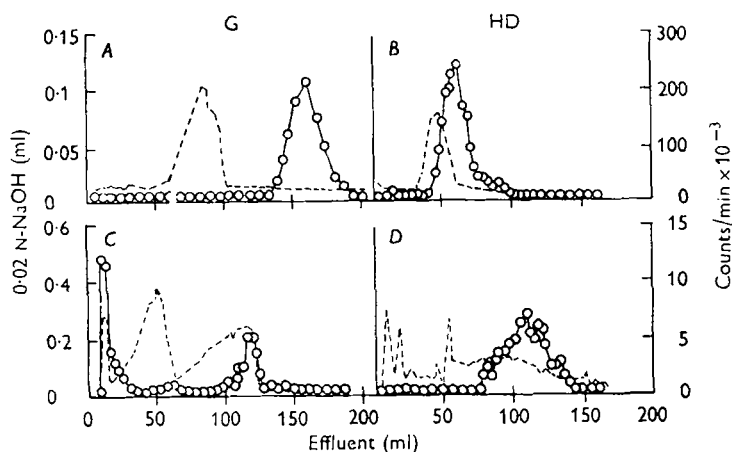 G HD
A B
0·15 300
0·1 200
0·05 100
0 0
C D
0·6 15
0·4 10
0·2 5
0 0
0 50 100 150 200 50 100 150 200
0·02 N-NaOH (ml)
Counts/min x 10⁻³
Effluent (ml)